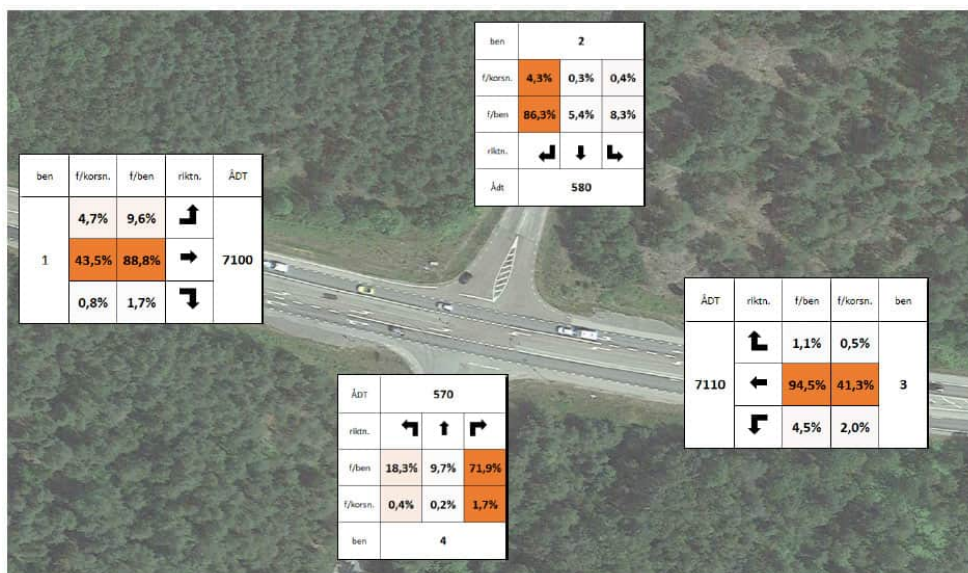 ben 2
f/korsn. 4,3% 0,3% 0,4%
f/ben 86,3% 5,4% 8,3%
riktn.
Ådt 580
ben f/korsn. f/ben riktn. ÅDT
4,7% 9,6%
1 43,5% 88,8% 7100
0,8% 1,7%
ÅDT riktn. f/ben f/korsn. ben
1,1% 0,5%
7110 94,5% 41,3% 3
4,5% 2,0%
ÅDT 570
riktn.
f/ben 18,3% 9,7% 71,9%
f/korsn. 0,4% 0,2% 1,7%
ben 4